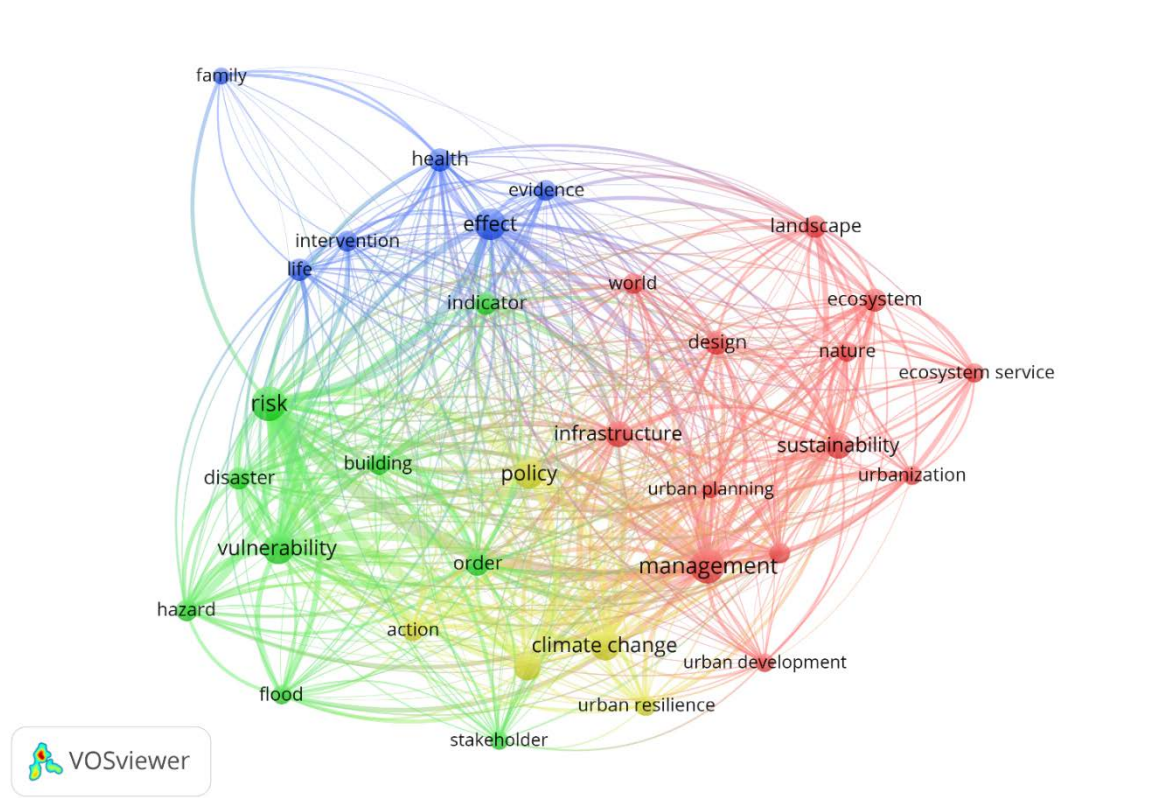 family
health
evidence
effect
landscape
intervention
life
world
indicator
ecosystem
design
nature
ecosystem service
risk
infrastructure
sustainability
building
policy
disaster
urban planning
urbanization
vulnerability
order
management
hazard
action
climate change
urban development
flood
urban resilience
stakeholder
VOSviewer